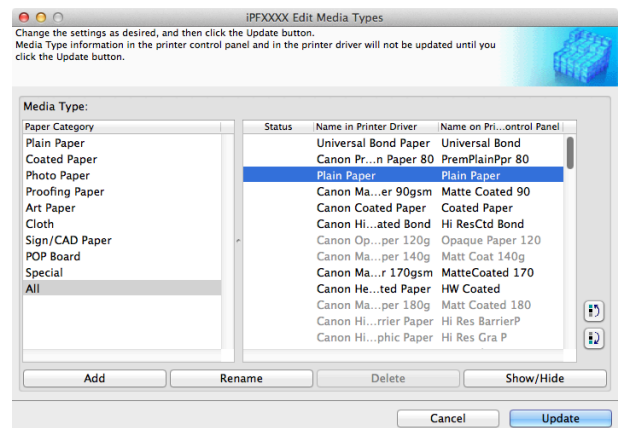 iPFXXXX Edit Media Types
Change the settings as desired, and then click the Update button.
Media Type information in the printer control panel and in the printer driver will not be updated until you
click the Update button.
Media Type:
Paper Category
Plain Paper
Coated Paper
Photo Paper
Proofing Paper
Art Paper
Cloth
Sign/CAD Paper
POP Board
Special
All
Status Name in Printer Driver Name on Pri...ontrol Panel
Universal Bond Paper Universal Bond
Canon Pr...n Paper 80 PremPlainPpr 80
Plain Paper Plain Paper
Canon Ma...er 90gsm Matte Coated 90
Canon Coated Paper Coated Paper
Canon Hi...ated Bond Hi ResCtd Bond
Canon Op...per 120g Opaque Paper 120
Canon Ma...per 140g Matt Coat 140g
Canon Ma...r 170gsm MatteCoated 170
Canon He...ted Paper HW Coated
Canon Ma...per 180g Matt Coated 180
Canon Hi...rrier Paper Hi Res BarrierP
Canon Hi...phic Paper Hi Res Gra P
Add Rename Delete Show/Hide
Cancel Update